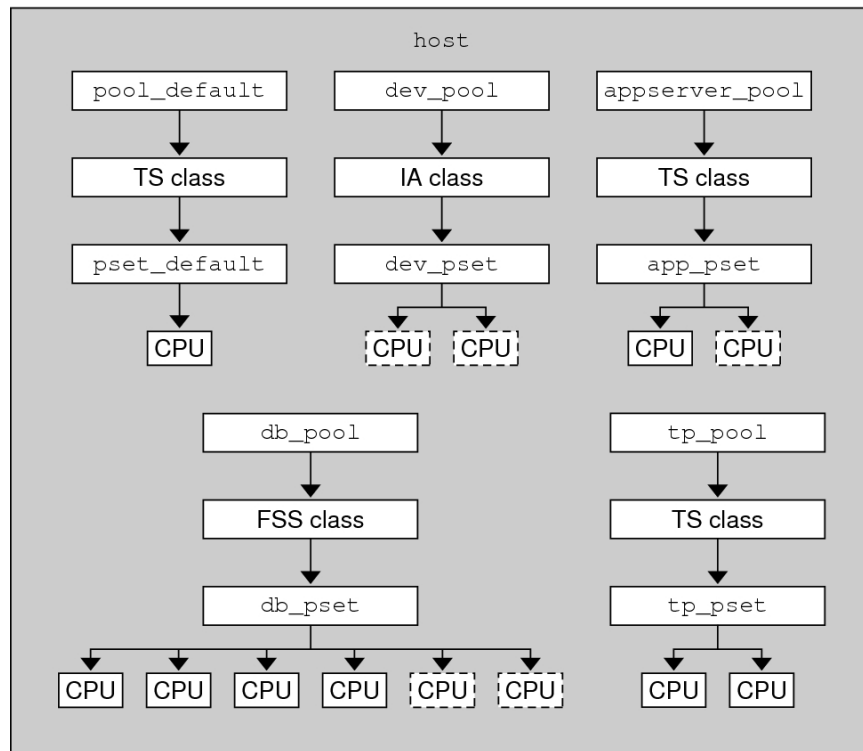 host
pool_default dev_pool appserver_pool
TS class IA class TS class
pset_default dev_pset app_pset
CPU CPU CPU CPU CPU
db_pool tp_pool
FSS class TS class
db_pset tp_pset
CPU CPU CPU CPU CPU CPU CPU CPU